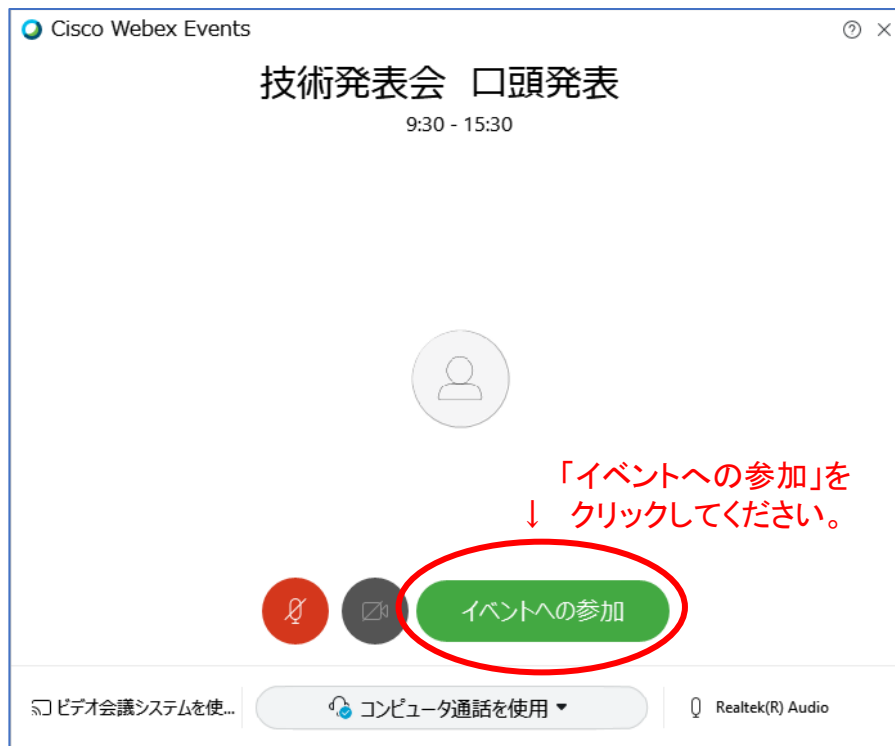 Cisco Webex Events
技術発表会　口頭発表
9:30 - 15:30
「イベントへの参加」を
↓　クリックしてください。
イベントへの参加
ビデオ会議システムを使...
コンピュータ通話を使用
Realtek(R) Audio